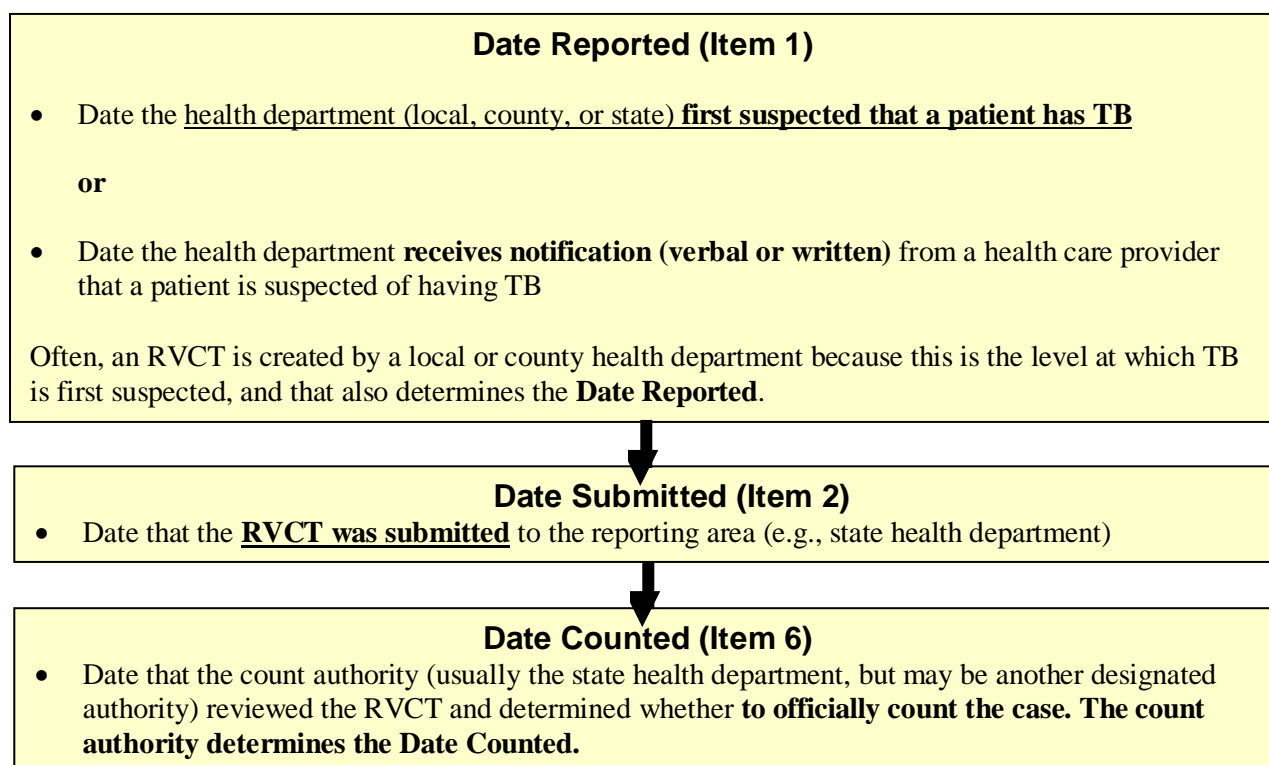 Date Reported (Item 1)
• Date the health department (local, county, or state) first suspected that a patient has TB
or
• Date the health department receives notification (verbal or written) from a health care provider
that a patient is suspected of having TB
Often, an RVCT is created by a local or county health department because this is the level at which TB
is first suspected, and that also determines the Date Reported.
Date Submitted (Item 2)
• Date that the RVCT was submitted to the reporting area (e.g., state health department)
Date Counted (Item 6)
• Date that the count authority (usually the state health department, but may be another designated
authority) reviewed the RVCT and determined whether to officially count the case. The count
authority determines the Date Counted.